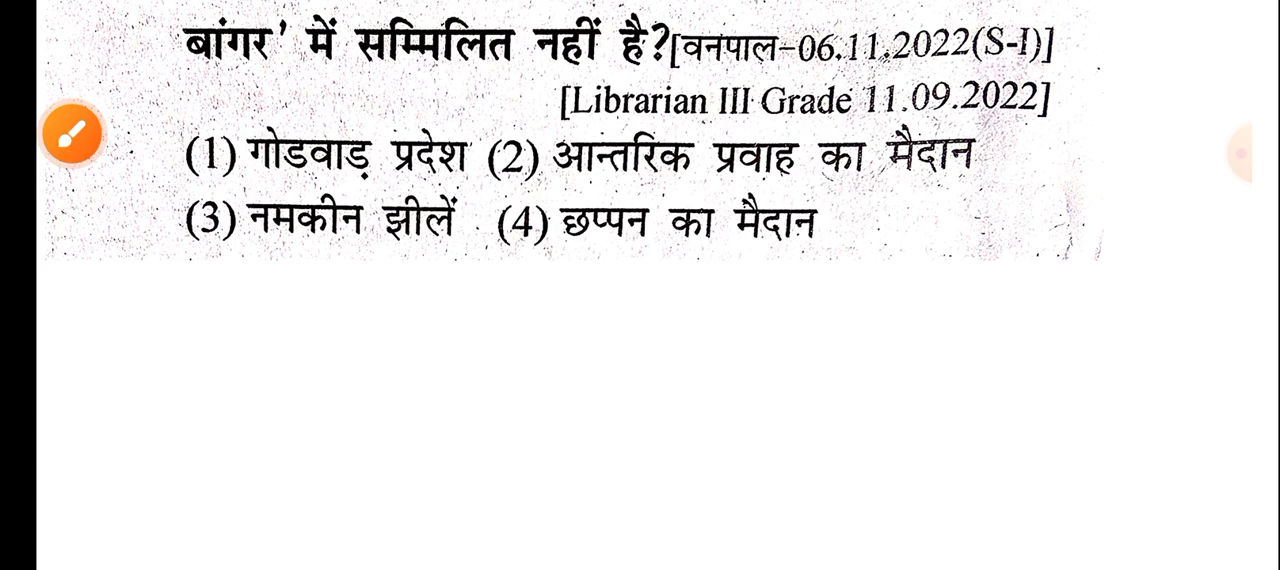 बांगर' में सम्मिलित नहीं है?[वनपाल-06.11.2022(S-I)]
[Librarian III Grade 11.09.2022]
(1) गोडवाड़ प्रदेश (2) आन्तरिक प्रवाह का मैदान
(3) नमकीन झीलें (4) छप्पन का मैदान